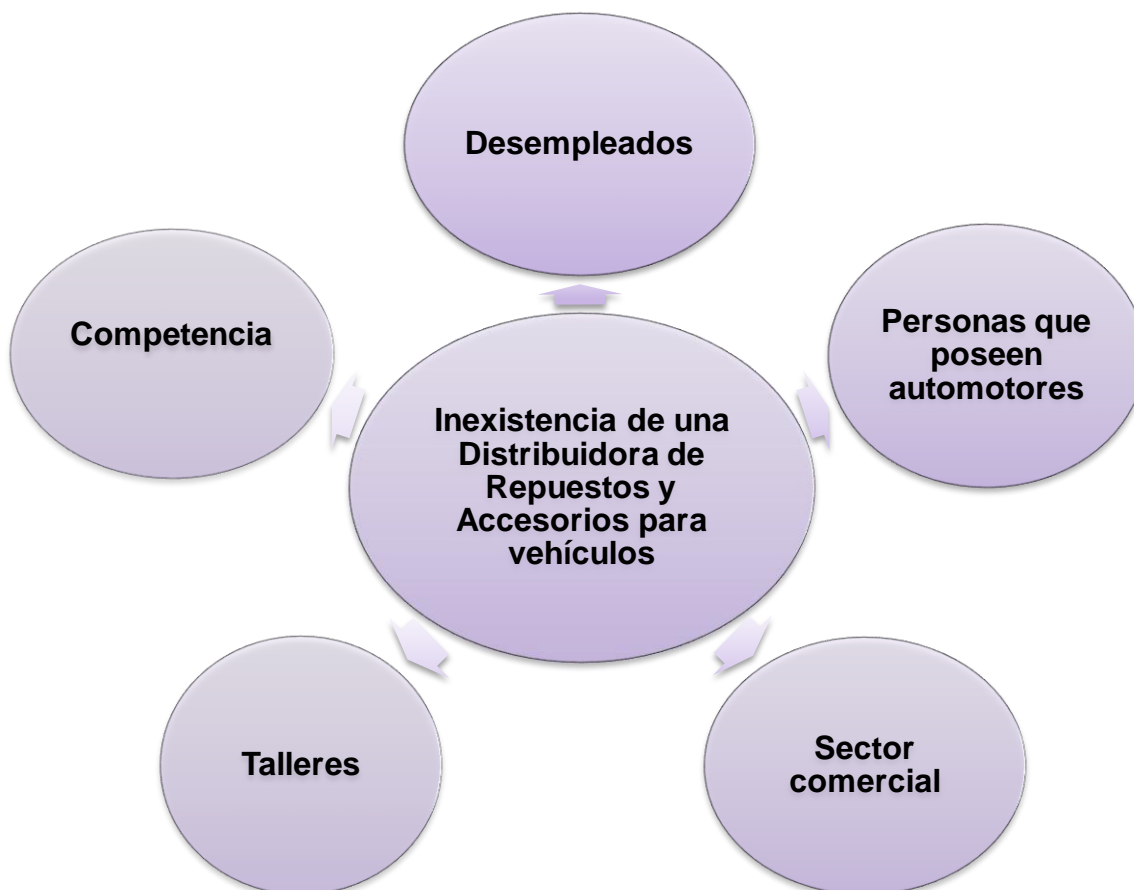 Desempleados
Competencia
Personas que
poseen
automotores
Inexistencia de una
Distribuidora de
Repuestos y
Accesorios para
vehículos
Talleres
Sector
comercial